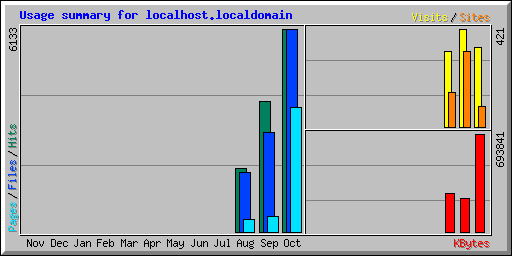 Usage summary for localhost.localdomain
Visits/Sites
6133
421
Pages/Files/Hits
693841
Nov Dec Jan Feb Mar Apr May Jun Jul Aug Sep Oct
KBytes